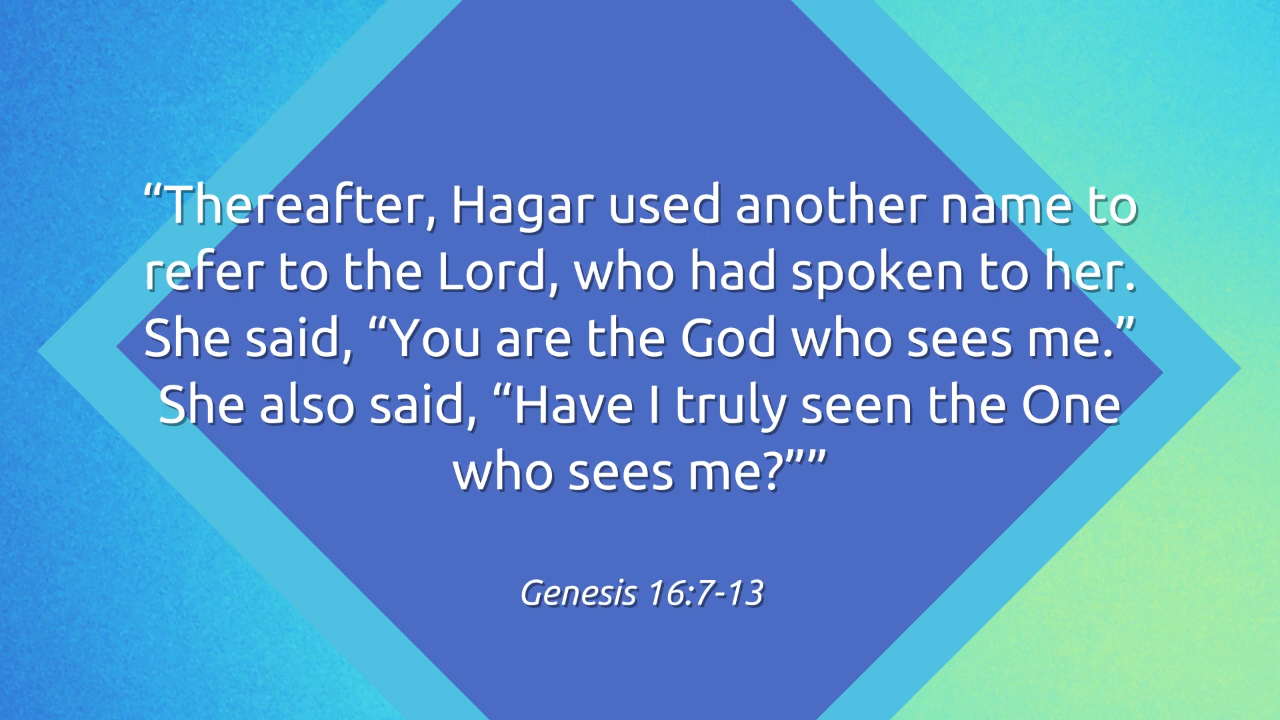 “Thereafter, Hagar used another name to
refer to the Lord, who had spoken to her.
She said, “You are the God who sees me.”
She also said, “Have I truly seen the One
who sees me?””
Genesis 16:7-13